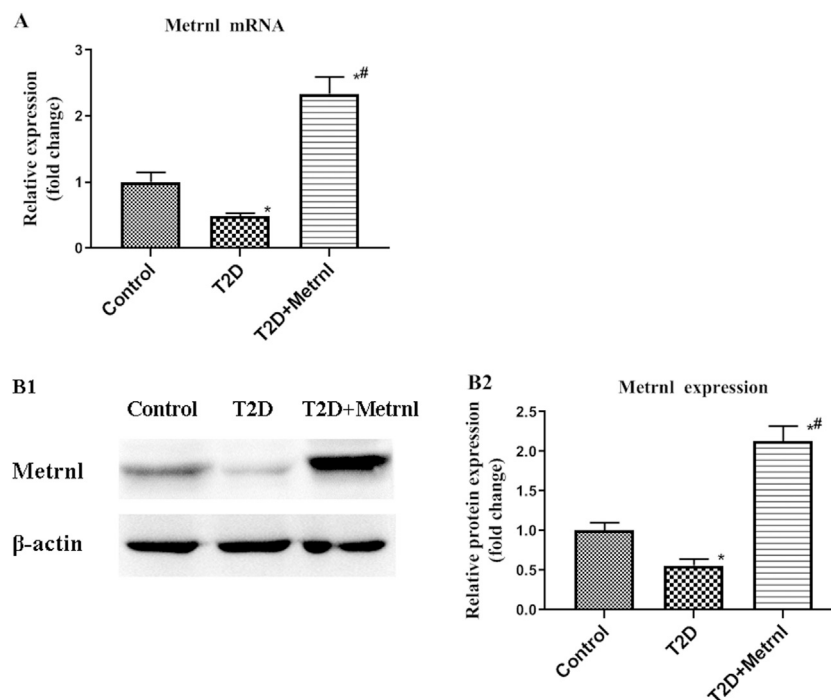 A
Metrnl mRNA
Relative expression
(fold change)
3
2
1
0
*
*#
Control
T2D
T2D+Metrnl
B1
Control T2D T2D+Metrnl
Metrnl
β-actin
B2
Metrnl expression
Relative protein expression
(fold change)
2.5
2.0
1.5
1.0
0.5
0.0
*
*#
Control
T2D
T2D+Metrnl